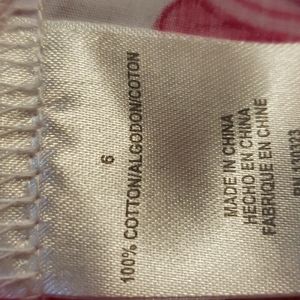 6
100% COTTON/ALGODON/COTON
MADE IN CHINA
HECHO EN CHINA
FABRIQUE EN CHINE